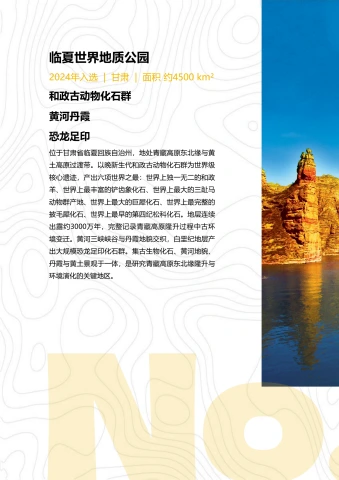 临夏世界地质公园
2024年入选 | 甘肃 | 面积 约4500 km²
和政古动物化石群
黄河丹霞
恐龙足印
位于甘肃省临夏回族自治州，地处青藏高原东北缘与黄
土高原过渡带。以晚新生代和政古动物化石群为世界级
核心遗迹，产出六项世界之最：世界上独一无二的和政
羊、世界上最丰富的铲齿象化石、世界上最大的三趾马
动物群产地、世界上最大的巨鬣化石、世界上最完整的
披毛犀化石、世界上最早的第四纪松科化石。地层连续
出露约3000万年，完整记录青藏高原隆升过程中古环
境变迁。黄河三峡峡谷与丹霞地貌交织，白垩纪地层产
出大规模恐龙足印化石群。集古生物化石、黄河地貌、
丹霞与黄土景观于一体，是研究青藏高原东北缘隆升与
环境演化的关键地区。
No.